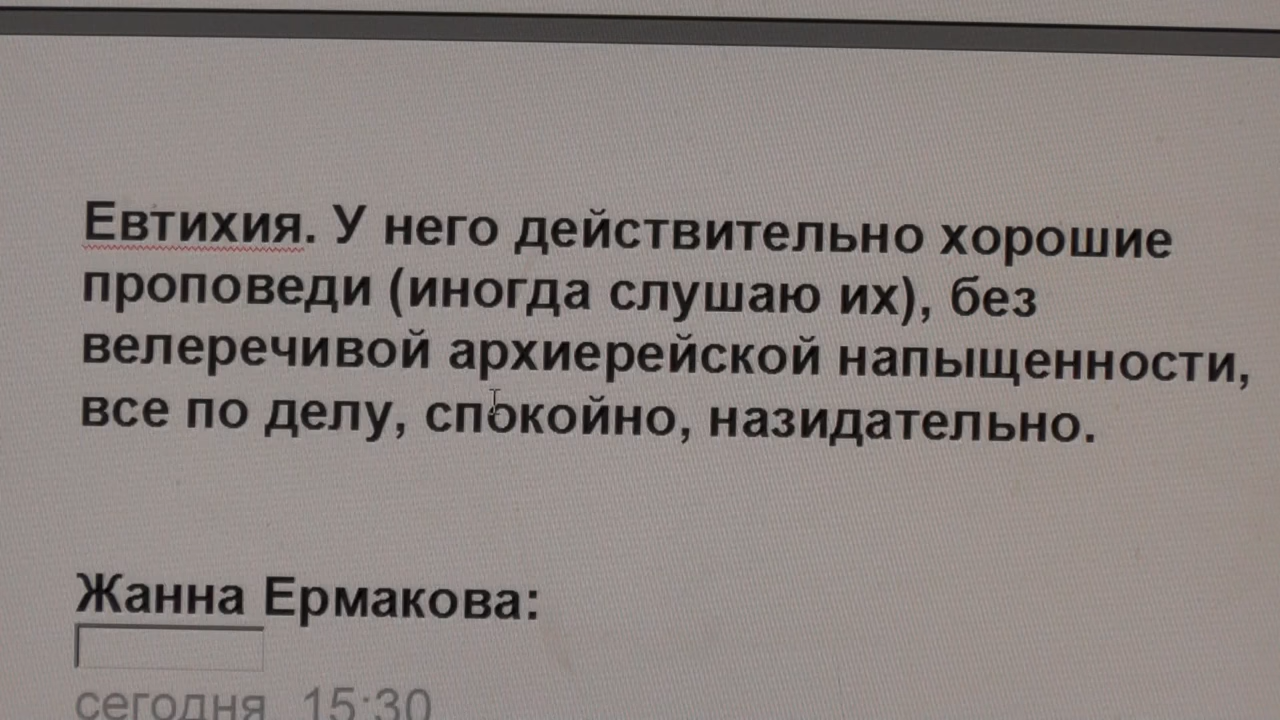 Евтихия. У него действительно хорошие
проповеди (иногда слушаю их), без
велеречивой архиерейской напыщенности,
все по делу, спокойно, назидательно.
Жанна Ермакова:
сегодня 15:30